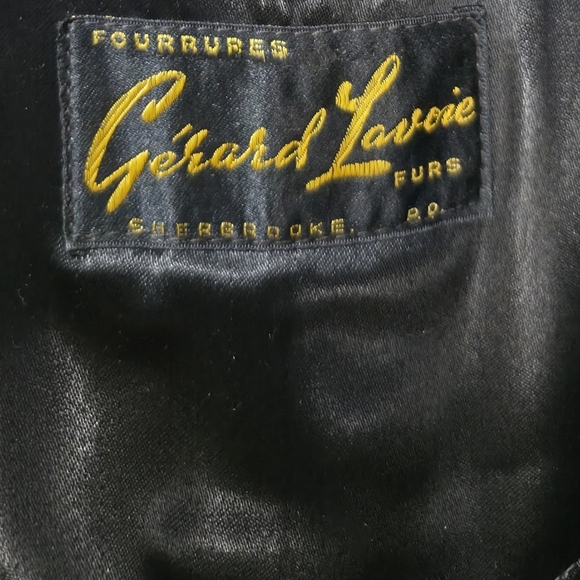 FOURRURES
Gérard Lavoie
FURS
SHERBROOKE, P.Q.